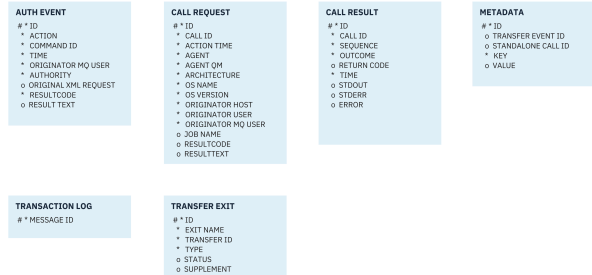 AUTH EVENT
# * ID
* ACTION
* COMMAND ID
* TIME
* ORIGINATOR MQ USER
* AUTHORITY
o ORIGINAL XML REQUEST
* RESULTCODE
o RESULT TEXT
CALL REQUEST
# * ID
* CALL ID
* ACTION TIME
* AGENT
* AGENT QM
* ARCHITECTURE
* OS NAME
* OS VERSION
* ORIGINATOR HOST
* ORIGINATOR USER
* ORIGINATOR MQ USER
o JOB NAME
o RESULTCODE
o RESULTTEXT
CALL RESULT
# * ID
* CALL ID
* SEQUENCE
* OUTCOME
o RETURN CODE
* TIME
o STDOUT
o STDERR
o ERROR
METADATA
# * ID
o TRANSFER EVENT ID
o STANDALONE CALL ID
* KEY
o VALUE
TRANSACTION LOG
# * MESSAGE ID
TRANSFER EXIT
# * ID
* EXIT NAME
* TRANSFER ID
* TYPE
o STATUS
o SUPPLEMENT